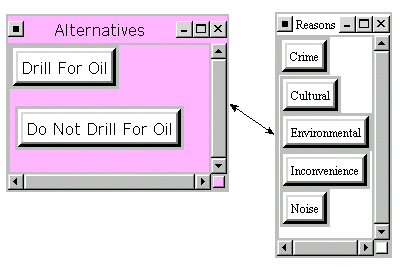 Alternatives
Drill For Oil
Do Not Drill For Oil
Reasons
Crime
Cultural
Environmental
Inconvenience
Noise